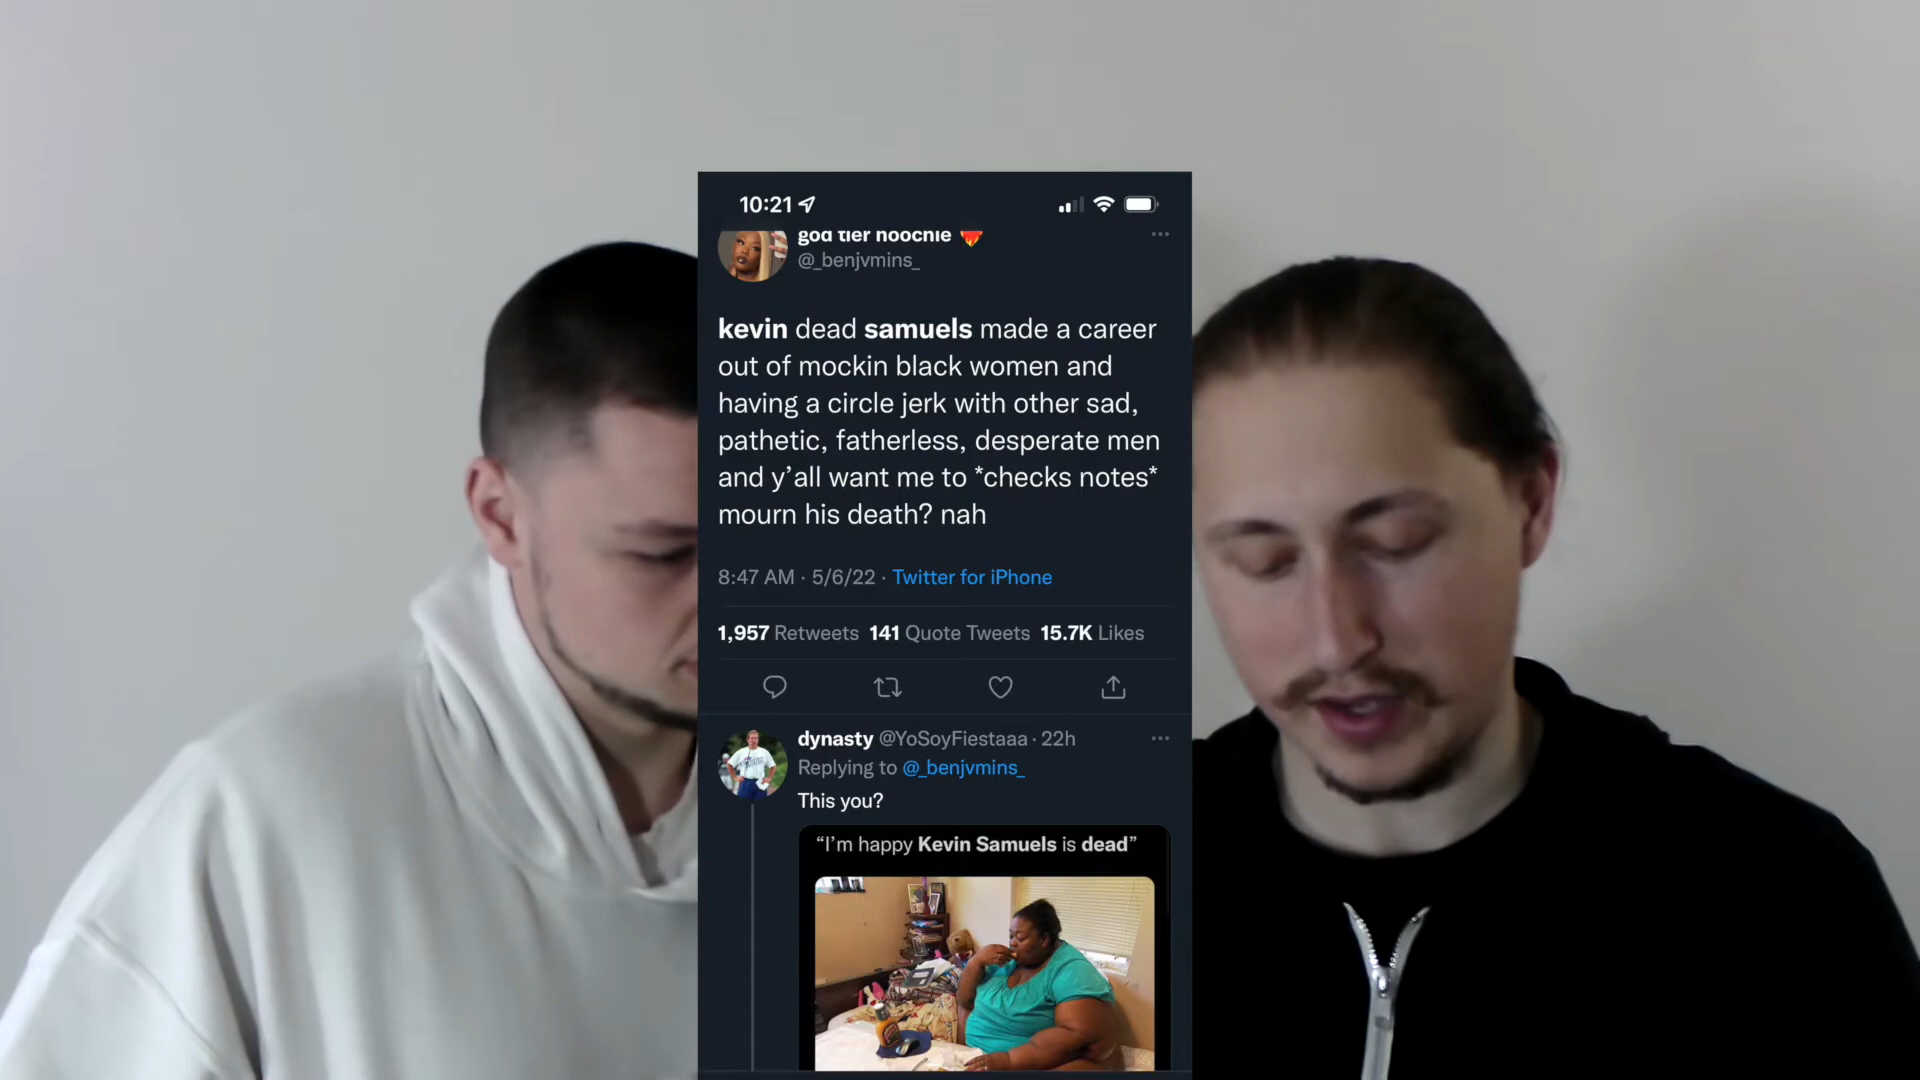 10:21
god tier hoochie
@_benjvmins_
kevin dead samuels made a career
out of mockin black women and
having a circle jerk with other sad,
pathetic, fatherless, desperate men
and y’all want me to *checks notes*
mourn his death? nah
8:47 AM · 5/6/22 · Twitter for iPhone
1,957 Retweets 141 Quote Tweets 15.7K Likes
dynasty @YoSoyFiestaaa · 22h
Replying to @_benjvmins_
This you?
“I’m happy Kevin Samuels is dead”